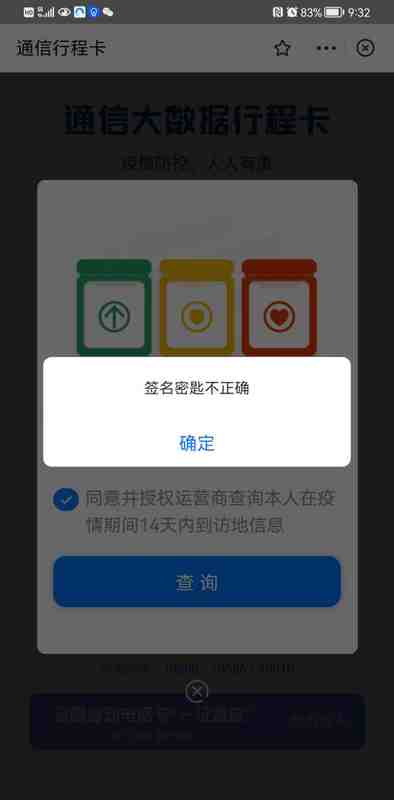 83% 9:32
通信行程卡
通信大数据行程卡
疫情防控，人人有责
签名密匙不正确
确定
同意并授权运营商查询本人在疫
情期间14天内到访地信息
查询